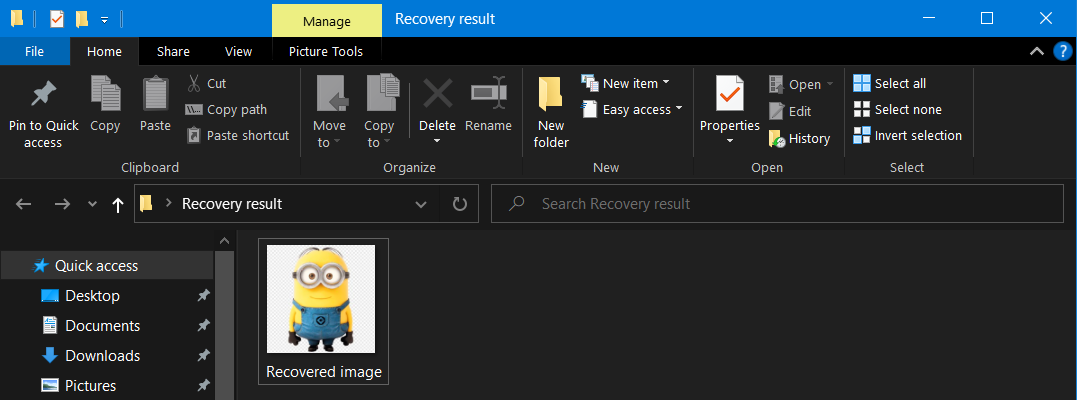 Manage
Recovery result
File
Home
Share
View
Picture Tools
?
Pin to Quick
access
Copy
Paste
Cut
Copy path
Paste shortcut
Clipboard
Move
to
Copy
to
Delete
Rename
Organize
New
folder
New item
Easy access
New
Properties
Open
Edit
History
Open
Select all
Select none
Invert selection
Select
Recovery result
Search Recovery result
Quick access
Desktop
Documents
Downloads
Pictures
Recovered image